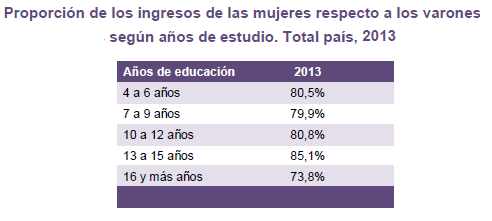 Proporción de los ingresos de las mujeres respecto a los varones
según años de estudio. Total país, 2013
Años de educación 2013
4 a 6 años 80,5%
7 a 9 años 79,9%
10 a 12 años 80,8%
13 a 15 años 85,1%
16 y más años 73,8%